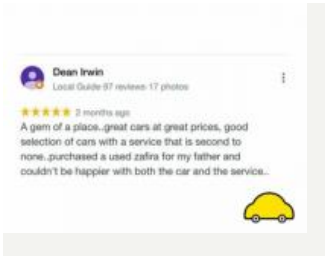 Dean Irwin
Local Guide·97 reviews·17 photos
2 months ago
A gem of a place..great cars at great prices, good
selection of cars with a service that is second to
none..purchased a used zafira for my father and
couldn't be happier with both the car and the service..